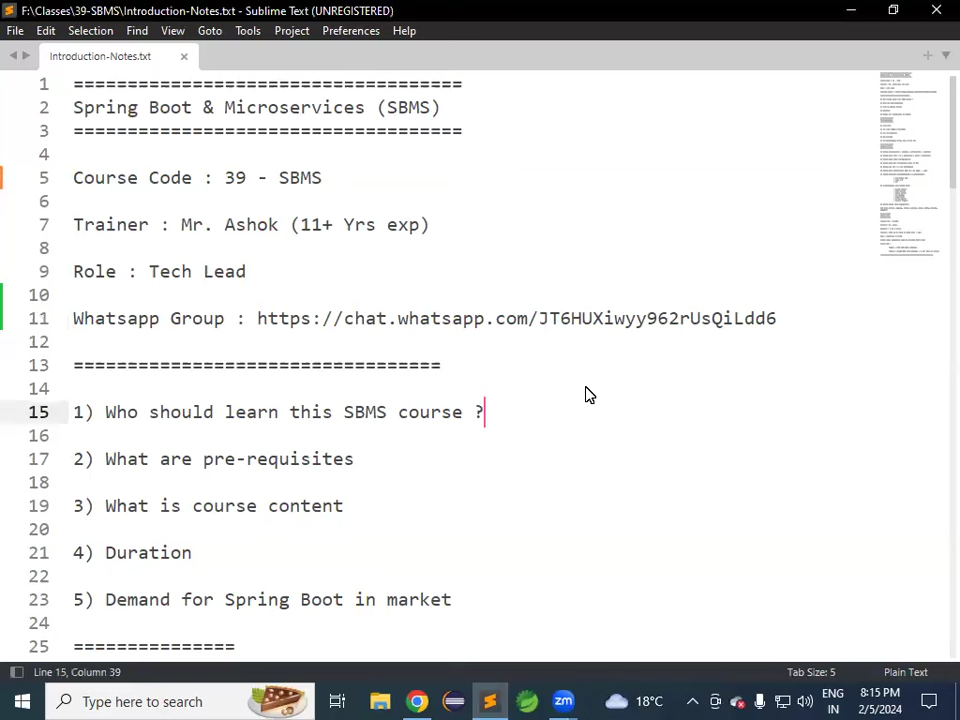 F:\Classes\39-SBMS\Introduction-Notes.txt - Sublime Text (UNREGISTERED)
File Edit Selection Find View Goto Tools Project Preferences Help
Introduction-Notes.txt
1 ==================================
2 Spring Boot & Microservices (SBMS)
3 ==================================
4
5 Course Code : 39 - SBMS
6
7 Trainer : Mr. Ashok (11+ Yrs exp)
8
9 Role : Tech Lead
10
11 Whatsapp Group : https://chat.whatsapp.com/JT6HUXiwyy962rUsQiLdd6
12
13 ==================================
14
15 1) Who should learn this SBMS course ?
16
17 2) What are pre-requisites
18
19 3) What is course content
20
21 4) Duration
22
23 5) Demand for Spring Boot in market
24
25 ===============
Line 15, Column 39 Tab Size: 5 Plain Text
Type here to search 18°C ENG IN 8:15 PM 2/5/2024